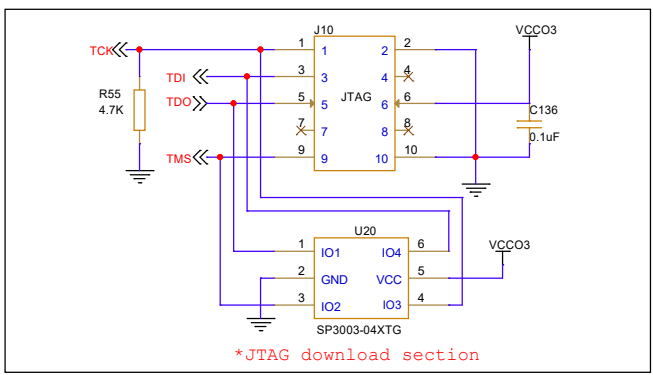 J10
VCCO3
TCK
1 1 2 2
TDI
3 3 4 4
R55
4.7K
TDO
5 5 JTAG 6 6
C136
0.1uF
7 7 8 8
TMS
9 9 10 10
U20
VCCO3
1 IO1 IO4 6
2 GND VCC 5
3 IO2 IO3 4
SP3003-04XTG
*JTAG download section